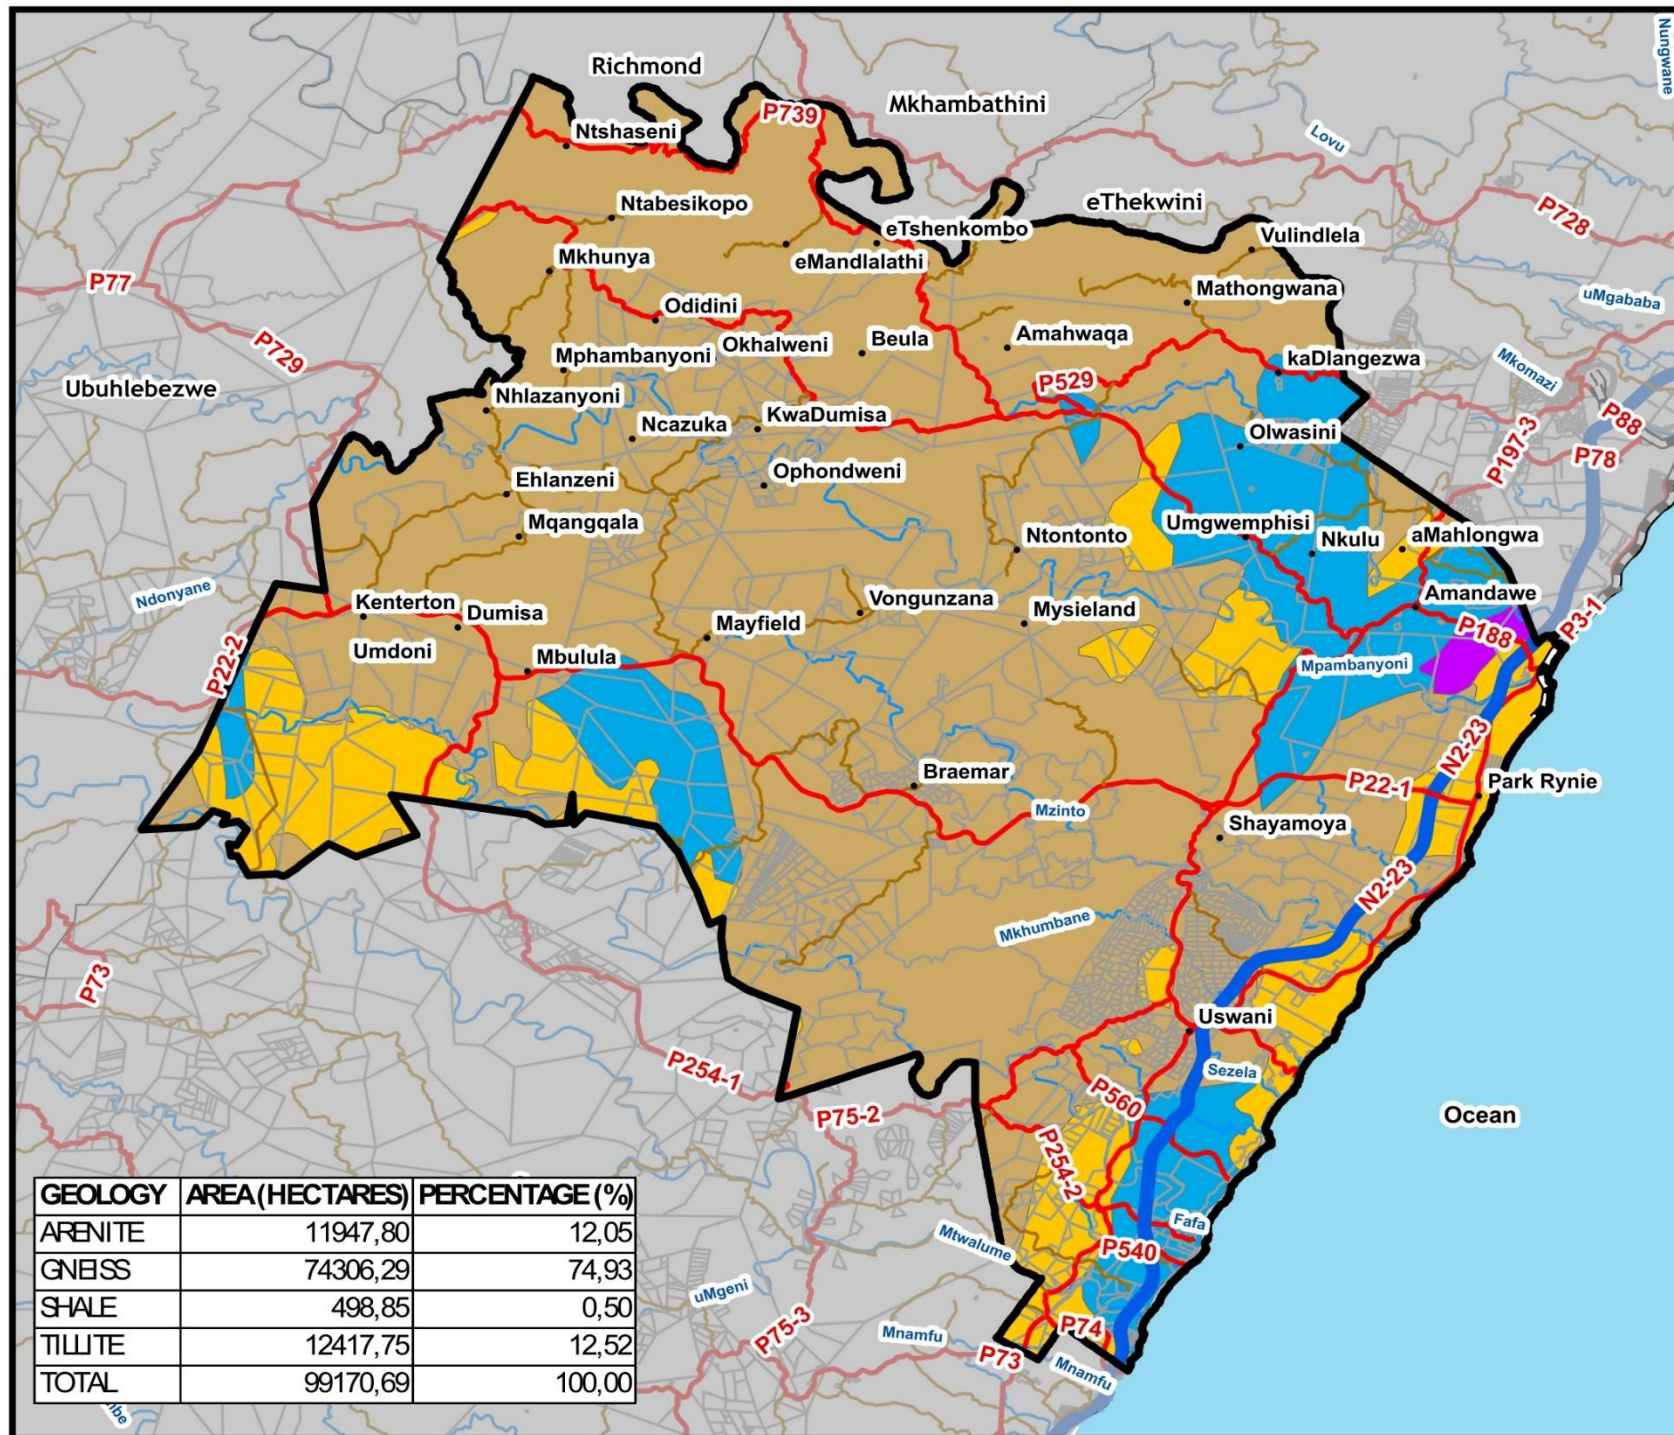 Nungwane
Richmond
Mkhambathini
P739
Ntshaseni
Lovu
eThekwini
P728
Ntabesikopo
eTshenkombo
Vulindlela
eMandlalathi
Mkhunya
P77
Mathongwana
uMgababa
Odidini
Okhalweni
Beula
Amahwaqa
P729
Mphambanyoni
kaDlangezwa
Mkomazi
Ubuhlebezwe
P529
Nhlazanyoni
KwaDumisa
Ncazuka
P88
Olwasini
P197-3
P78
Ophondweni
Ehlanzeni
Mqangqala
Umgwemphisi
Ntontonto
Nkulu
aMahlongwa
Ndonyane
Kenterton
Dumisa
Vongunzana
Mysieland
Amandawe
P3-1
Mayfield
P188
Umdoni
Mbulula
P22-2
Mpambanyoni
N2-23
Braemar
P22-1
Park Rynie
Mzinto
Shayamoya
N2-23
Mkhumbane
P73
Uswani
P254-1
Sezela
P560
P75-2
Ocean
P254-2
Fafa
Mtwalume
P540
uMgeni
P75-3
Mnamfu
P74
P73
Mnamfu
GEOLOGY AREA (HECTARES) PERCENTAGE (%)
ARENITE 11947,80 12,05
GNEISS 74306,29 74,93
SHALE 498,85 0,50
TILLITE 12417,75 12,52
TOTAL 99170,69 100,00